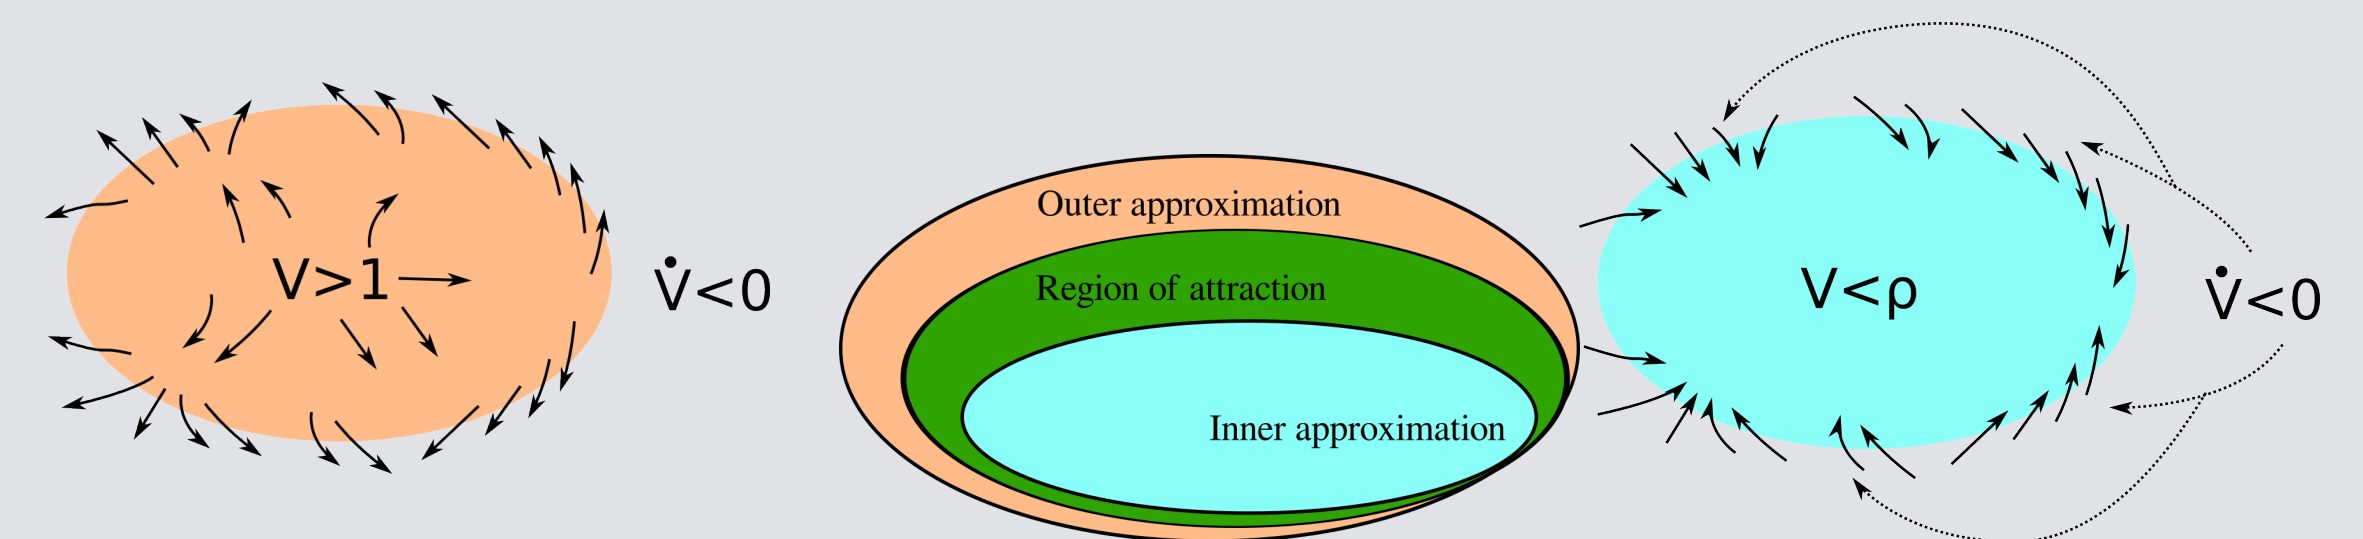 V>1
V̇<0
Outer approximation
Region of attraction
Inner approximation
V<ρ
V̇<0